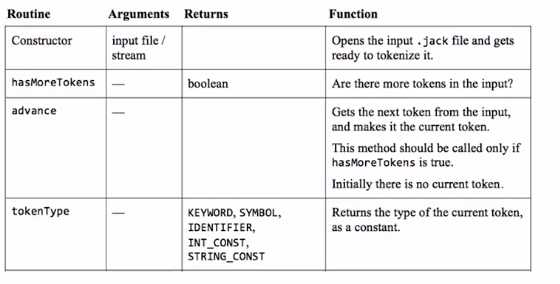 Routine Arguments Returns Function
Constructor input file / Opens the input .jack file and gets
stream ready to tokenize it.
hasMoreTokens — boolean Are there more tokens in the input?
advance — Gets the next token from the input,
and makes it the current token.
This method should be called only if
hasMoreTokens is true.
Initially there is no current token.
tokenType — KEYWORD, SYMBOL, Returns the type of the current token,
IDENTIFIER, as a constant.
INT_CONST,
STRING_CONST